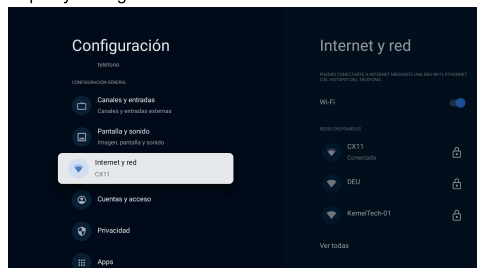 Configuración
teléfono
CONFIGURACIÓN GENERAL
Canales y entradas
Canales y entradas externas
Pantalla y sonido
Imagen, pantalla y sonido
Internet y red
CX11
Cuentas y acceso
Privacidad
Apps
Internet y red
PUEDES CONECTARTE A INTERNET MEDIANTE UNA RED WI-FI, ETHERNET
O EL HOTSPOT DEL TELÉFONO.
Wi-Fi
REDES DISPONIBLES
CX11
Conectado
DEU
KernelTech-01
Ver todas